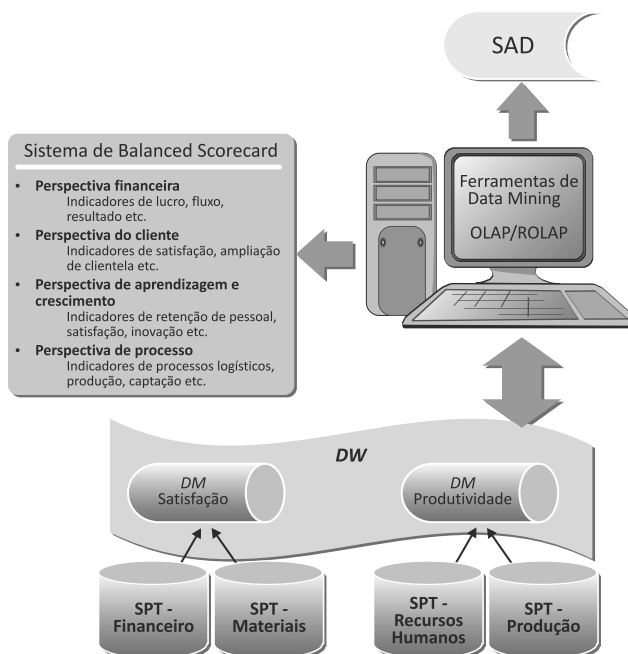 SAD
Sistema de Balanced Scorecard
• Perspectiva financeira
Indicadores de lucro, fluxo,
resultado etc.
• Perspectiva do cliente
Indicadores de satisfação, ampliação
de clientela etc.
• Perspectiva de aprendizagem e
crescimento
Indicadores de retenção de pessoal,
satisfação, inovação etc.
• Perspectiva de processo
Indicadores de processos logísticos,
produção, captação etc.
Ferramentas de
Data Mining
OLAP/ROLAP
DW
DM
Satisfação
DM
Produtividade
SPT -
Financeiro
SPT -
Materiais
SPT -
Recursos
Humanos
SPT -
Produção